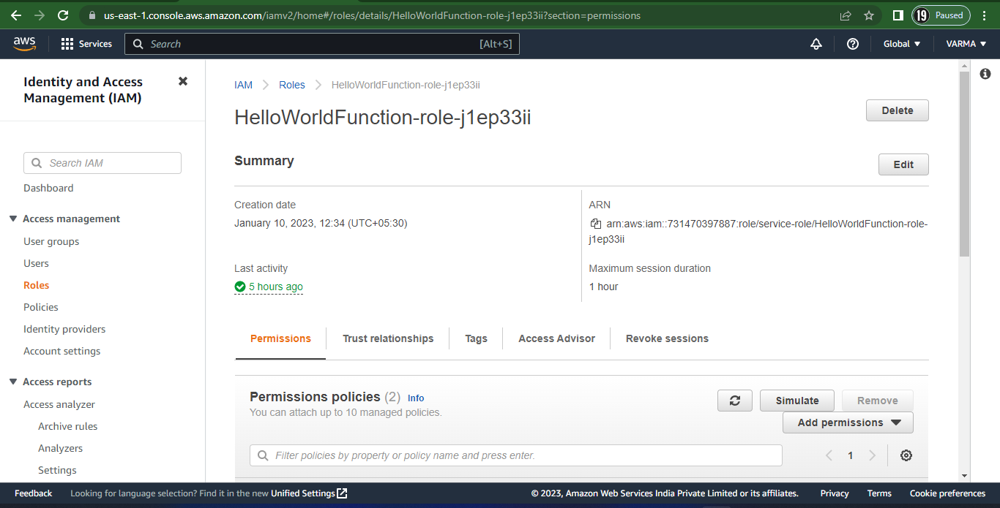 us-east-1.console.aws.amazon.com/iamv2/home#/roles/details/HelloWorldFunction-role-j1ep33ii?section=permissions
19 Paused
aws Services Search [Alt+S] Global VARMA
Identity and Access
Management (IAM)
Search IAM
Dashboard
Access management
User groups
Users
Roles
Policies
Identity providers
Account settings
Access reports
Access analyzer
Archive rules
Analyzers
Settings
IAM Roles HelloWorldFunction-role-j1ep33ii
HelloWorldFunction-role-j1ep33ii
Delete
Summary
Edit
Creation date
January 10, 2023, 12:34 (UTC+05:30)
ARN
arn:aws:iam::731470397887:role/service-role/HelloWorldFunction-role-
j1ep33ii
Last activity
5 hours ago
Maximum session duration
1 hour
Permissions Trust relationships Tags Access Advisor Revoke sessions
Permissions policies (2) Info
You can attach up to 10 managed policies.
Simulate Remove
Add permissions
Filter policies by property or policy name and press enter.
1
Feedback Looking for language selection? Find it in the new Unified Settings © 2023, Amazon Web Services India Private Limited or its affiliates. Privacy Terms Cookie preferences